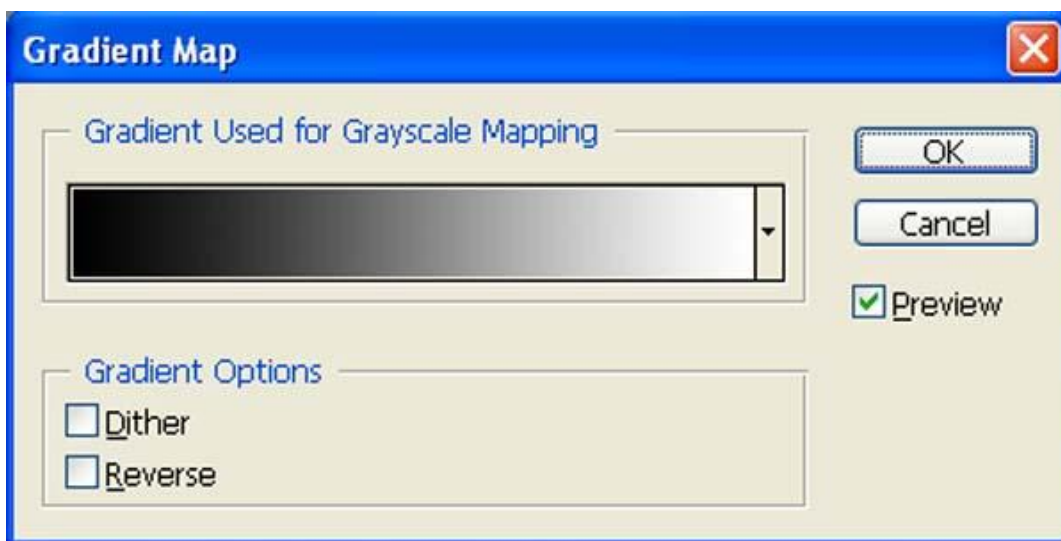 Gradient Map
Gradient Used for Grayscale Mapping
OK
Cancel
Preview
Gradient Options
Dither
Reverse